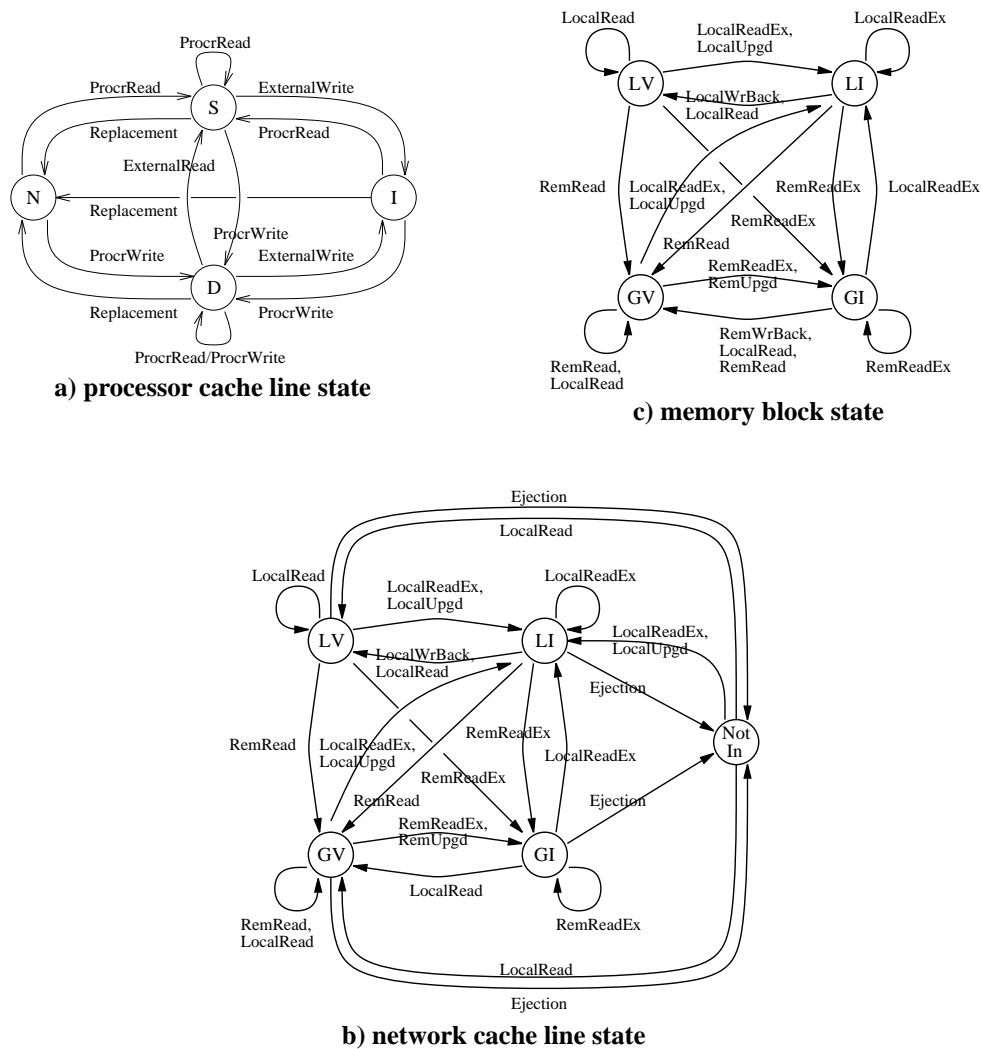 ProcrRead
ProcrRead
ExternalWrite
S
Replacement
ProcrRead
ExternalRead
N
I
Replacement
ProcrWrite
ProcrWrite
ExternalWrite
D
Replacement
ProcrWrite
ProcrRead/ProcrWrite
a) processor cache line state
LocalRead
LocalReadEx,
LocalUpgd
LocalReadEx
LV
LI
LocalWrBack,
LocalRead
RemRead
LocalReadEx,
LocalUpgd
RemReadEx
LocalReadEx
RemReadEx
RemRead
RemReadEx,
RemUpgd
GV
GI
RemWrBack,
LocalRead,
RemRead
RemRead,
LocalRead
RemReadEx
c) memory block state
Ejection
LocalRead
LocalRead
LocalReadEx,
LocalUpgd
LocalReadEx
LV
LI
LocalReadEx,
LocalUpgd
LocalWrBack,
LocalRead
Ejection
RemRead
LocalReadEx,
LocalUpgd
RemReadEx
Not
In
LocalReadEx
RemReadEx
RemRead
Ejection
RemReadEx,
RemUpgd
GV
GI
LocalRead
RemRead,
LocalRead
RemReadEx
LocalRead
Ejection
b) network cache line state